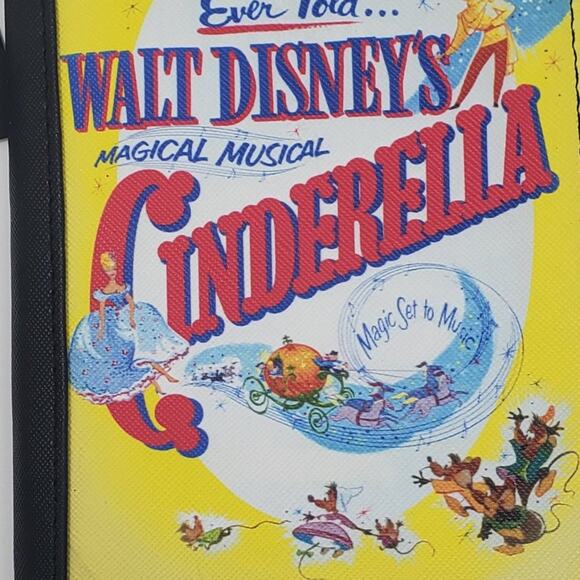 Ever Told...
WALT DISNEY'S
MAGICAL MUSICAL
CINDERELLA
Magic Set to Music